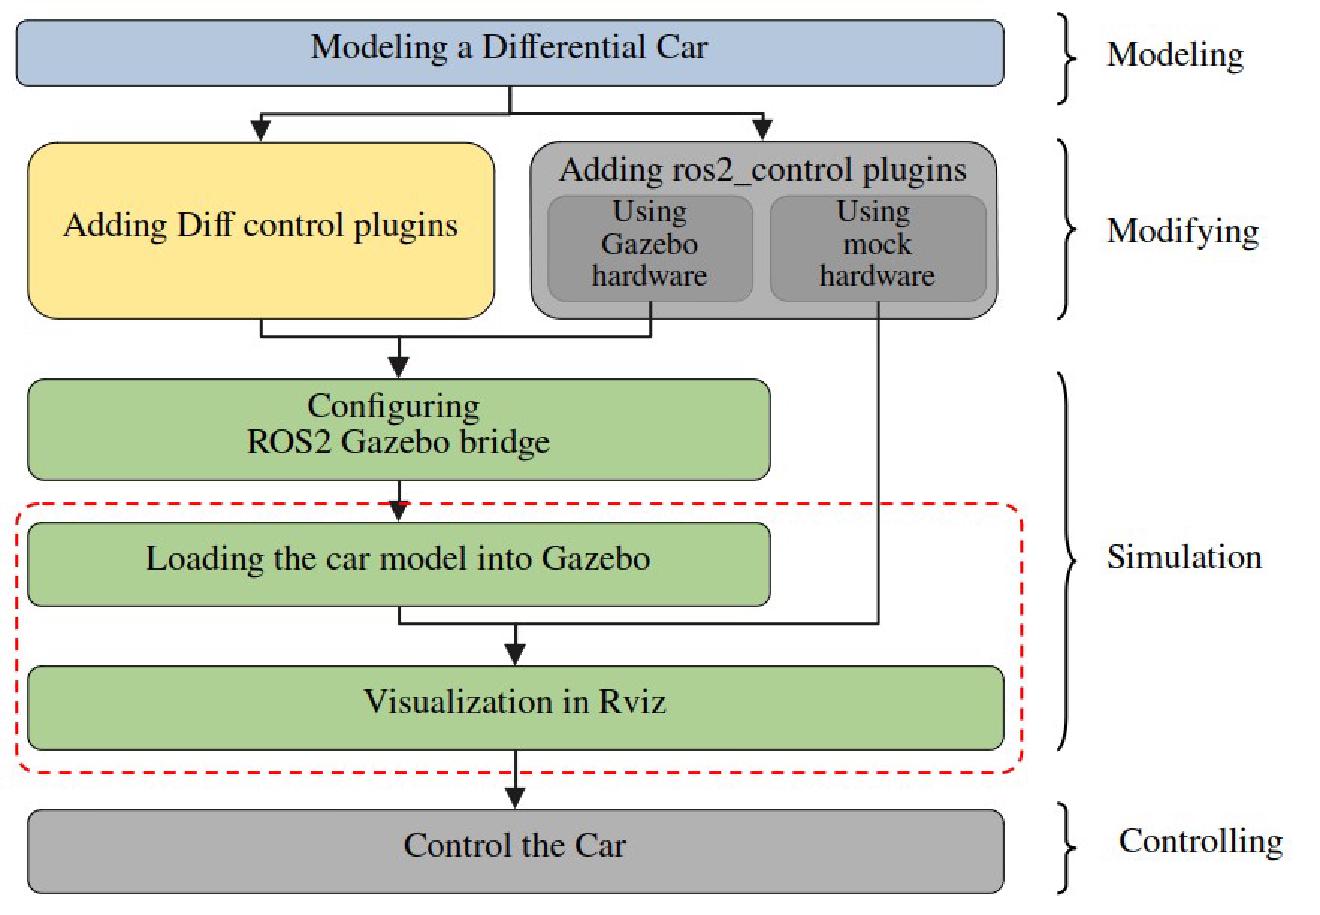 Modeling a Differential Car
Modeling
Adding Diff control plugins
Adding ros2_control plugins
Using
Gazebo
hardware
Using
mock
hardware
Modifying
Configuring
ROS2 Gazebo bridge
Loading the car model into Gazebo
Visualization in Rviz
Simulation
Control the Car
Controlling